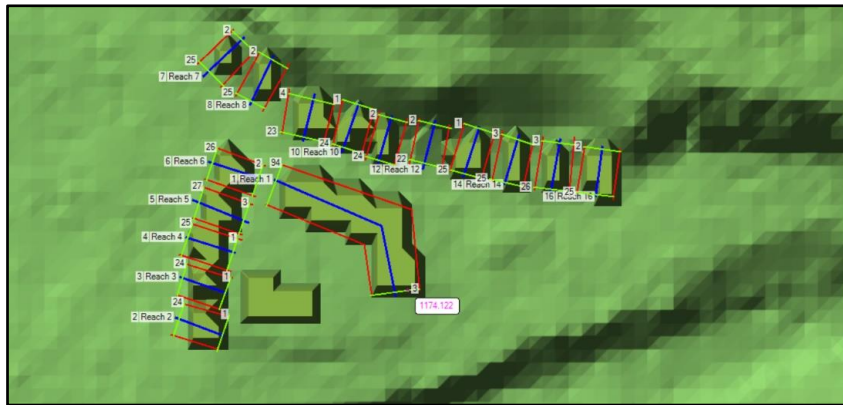 2
25
2
7 Reach 7
25
8 Reach 8
4
1
2
2
1
3
3
2
23
24
10 Reach 10
24
22
12 Reach 12
25
25
14 Reach 14
26
25
16 Reach 16
26
6 Reach 6
2
94
1 Reach 1
27
5 Reach 5
3
25
4 Reach 4
1
24
3 Reach 3
1
24
2 Reach 2
1
3
1174.122